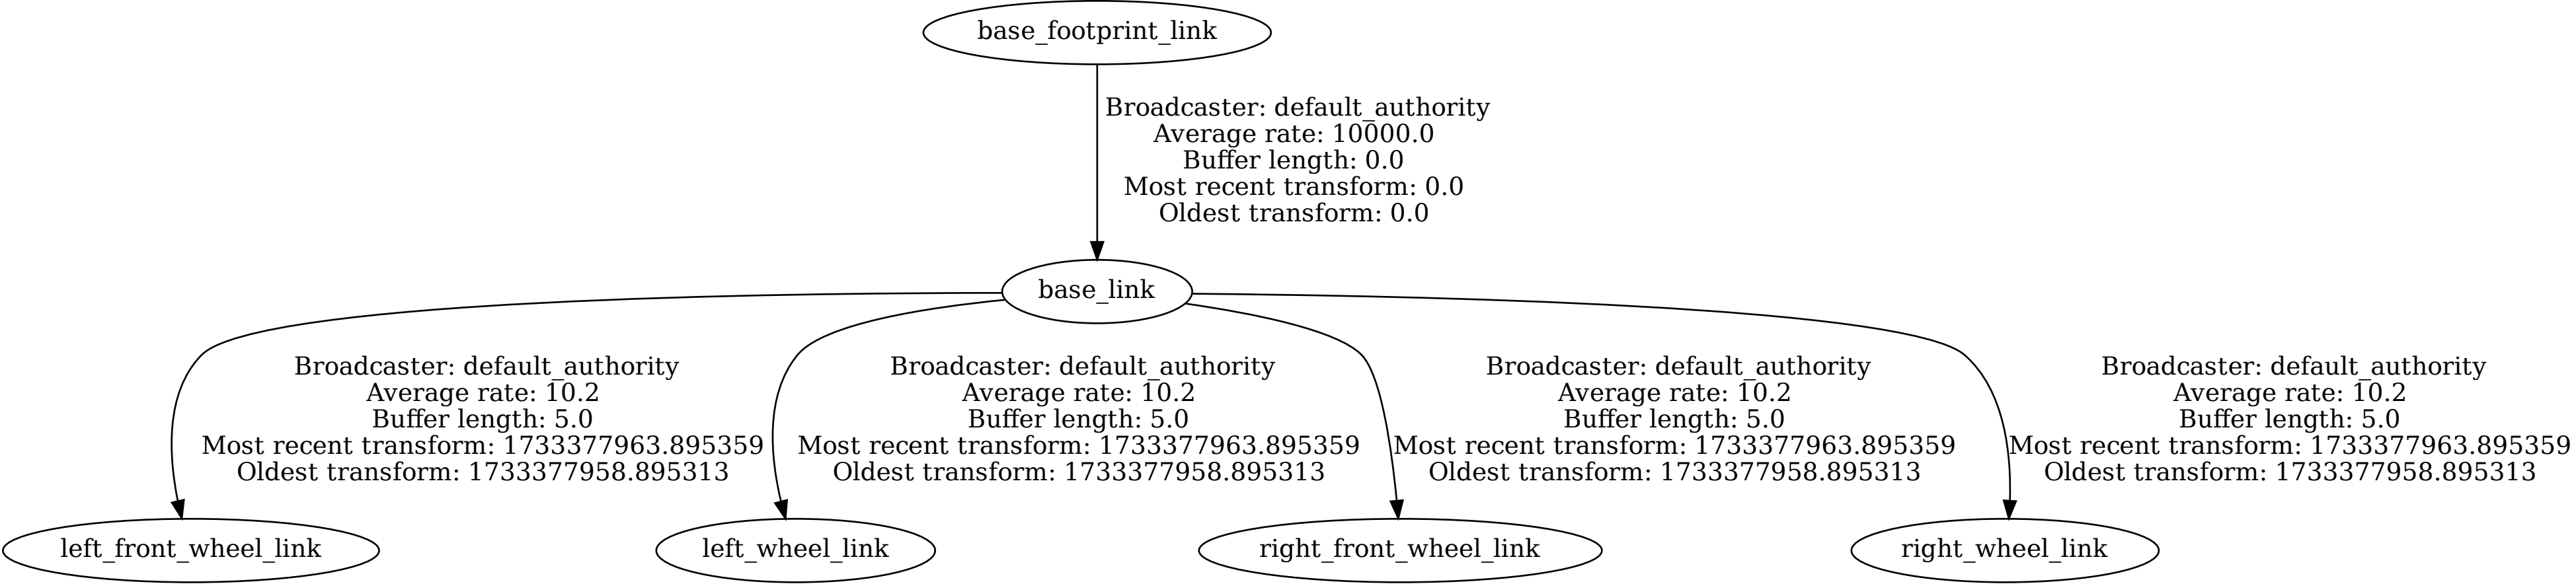 base_footprint_link
Broadcaster: default_authority
Average rate: 10000.0
Buffer length: 0.0
Most recent transform: 0.0
Oldest transform: 0.0
base_link
Broadcaster: default_authority
Average rate: 10.2
Buffer length: 5.0
Most recent transform: 1733377963.895359
Oldest transform: 1733377958.895313
Broadcaster: default_authority
Average rate: 10.2
Buffer length: 5.0
Most recent transform: 1733377963.895359
Oldest transform: 1733377958.895313
Broadcaster: default_authority
Average rate: 10.2
Buffer length: 5.0
Most recent transform: 1733377963.895359
Oldest transform: 1733377958.895313
Broadcaster: default_authority
Average rate: 10.2
Buffer length: 5.0
Most recent transform: 1733377963.895359
Oldest transform: 1733377958.895313
left_front_wheel_link
left_wheel_link
right_front_wheel_link
right_wheel_link